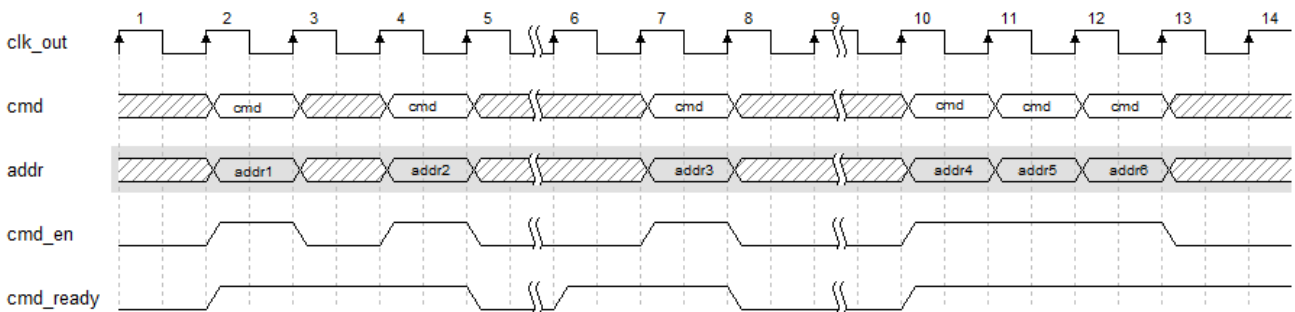 1 2 3 4 5 6 7 8 9 10 11 12 13 14
clk_out
cmd cmd cmd cmd cmd cmd cmd
addr addr1 addr2 addr3 addr4 addr5 addr6
cmd_en
cmd_ready